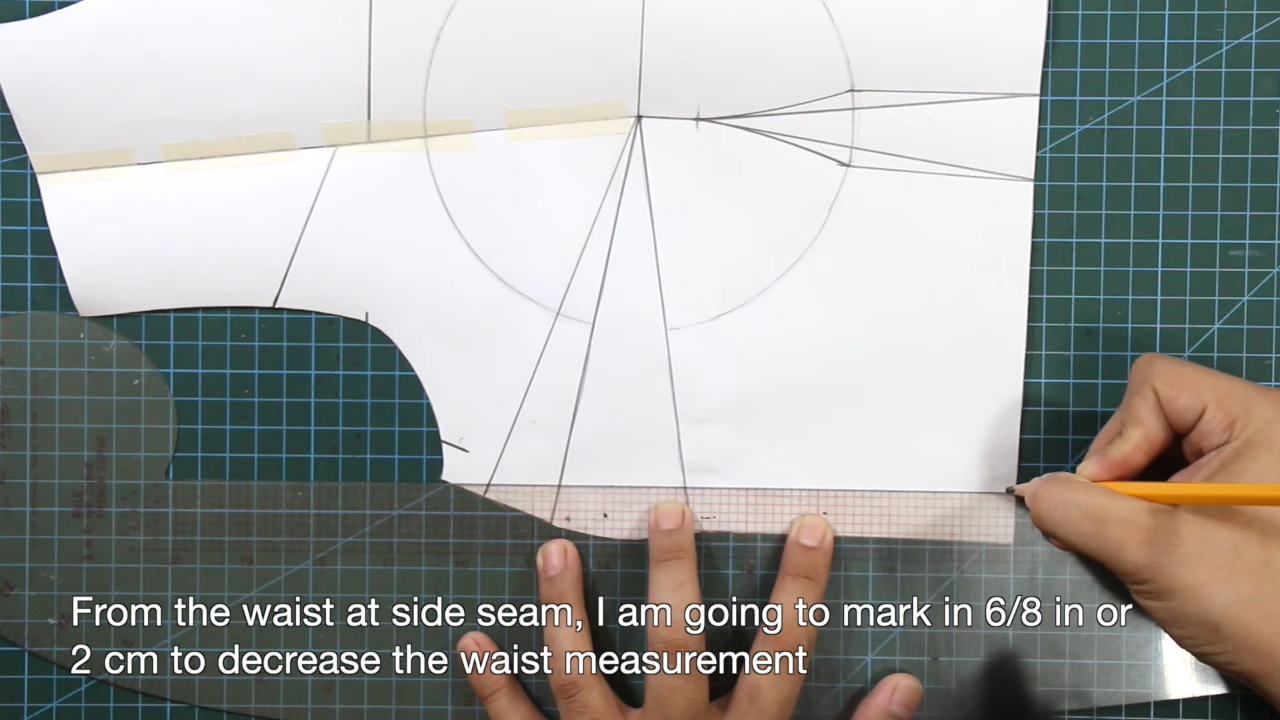 From the waist at side seam, I am going to mark in 6/8 in or
2 cm to decrease the waist measurement